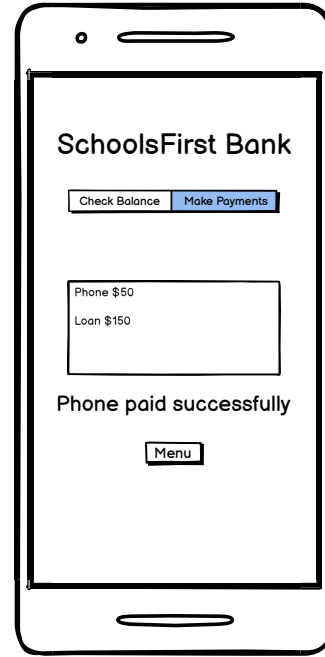 SchoolsFirst Bank
Check Balance Make Payments
Phone $50
Loan $150
Phone paid successfully
Menu